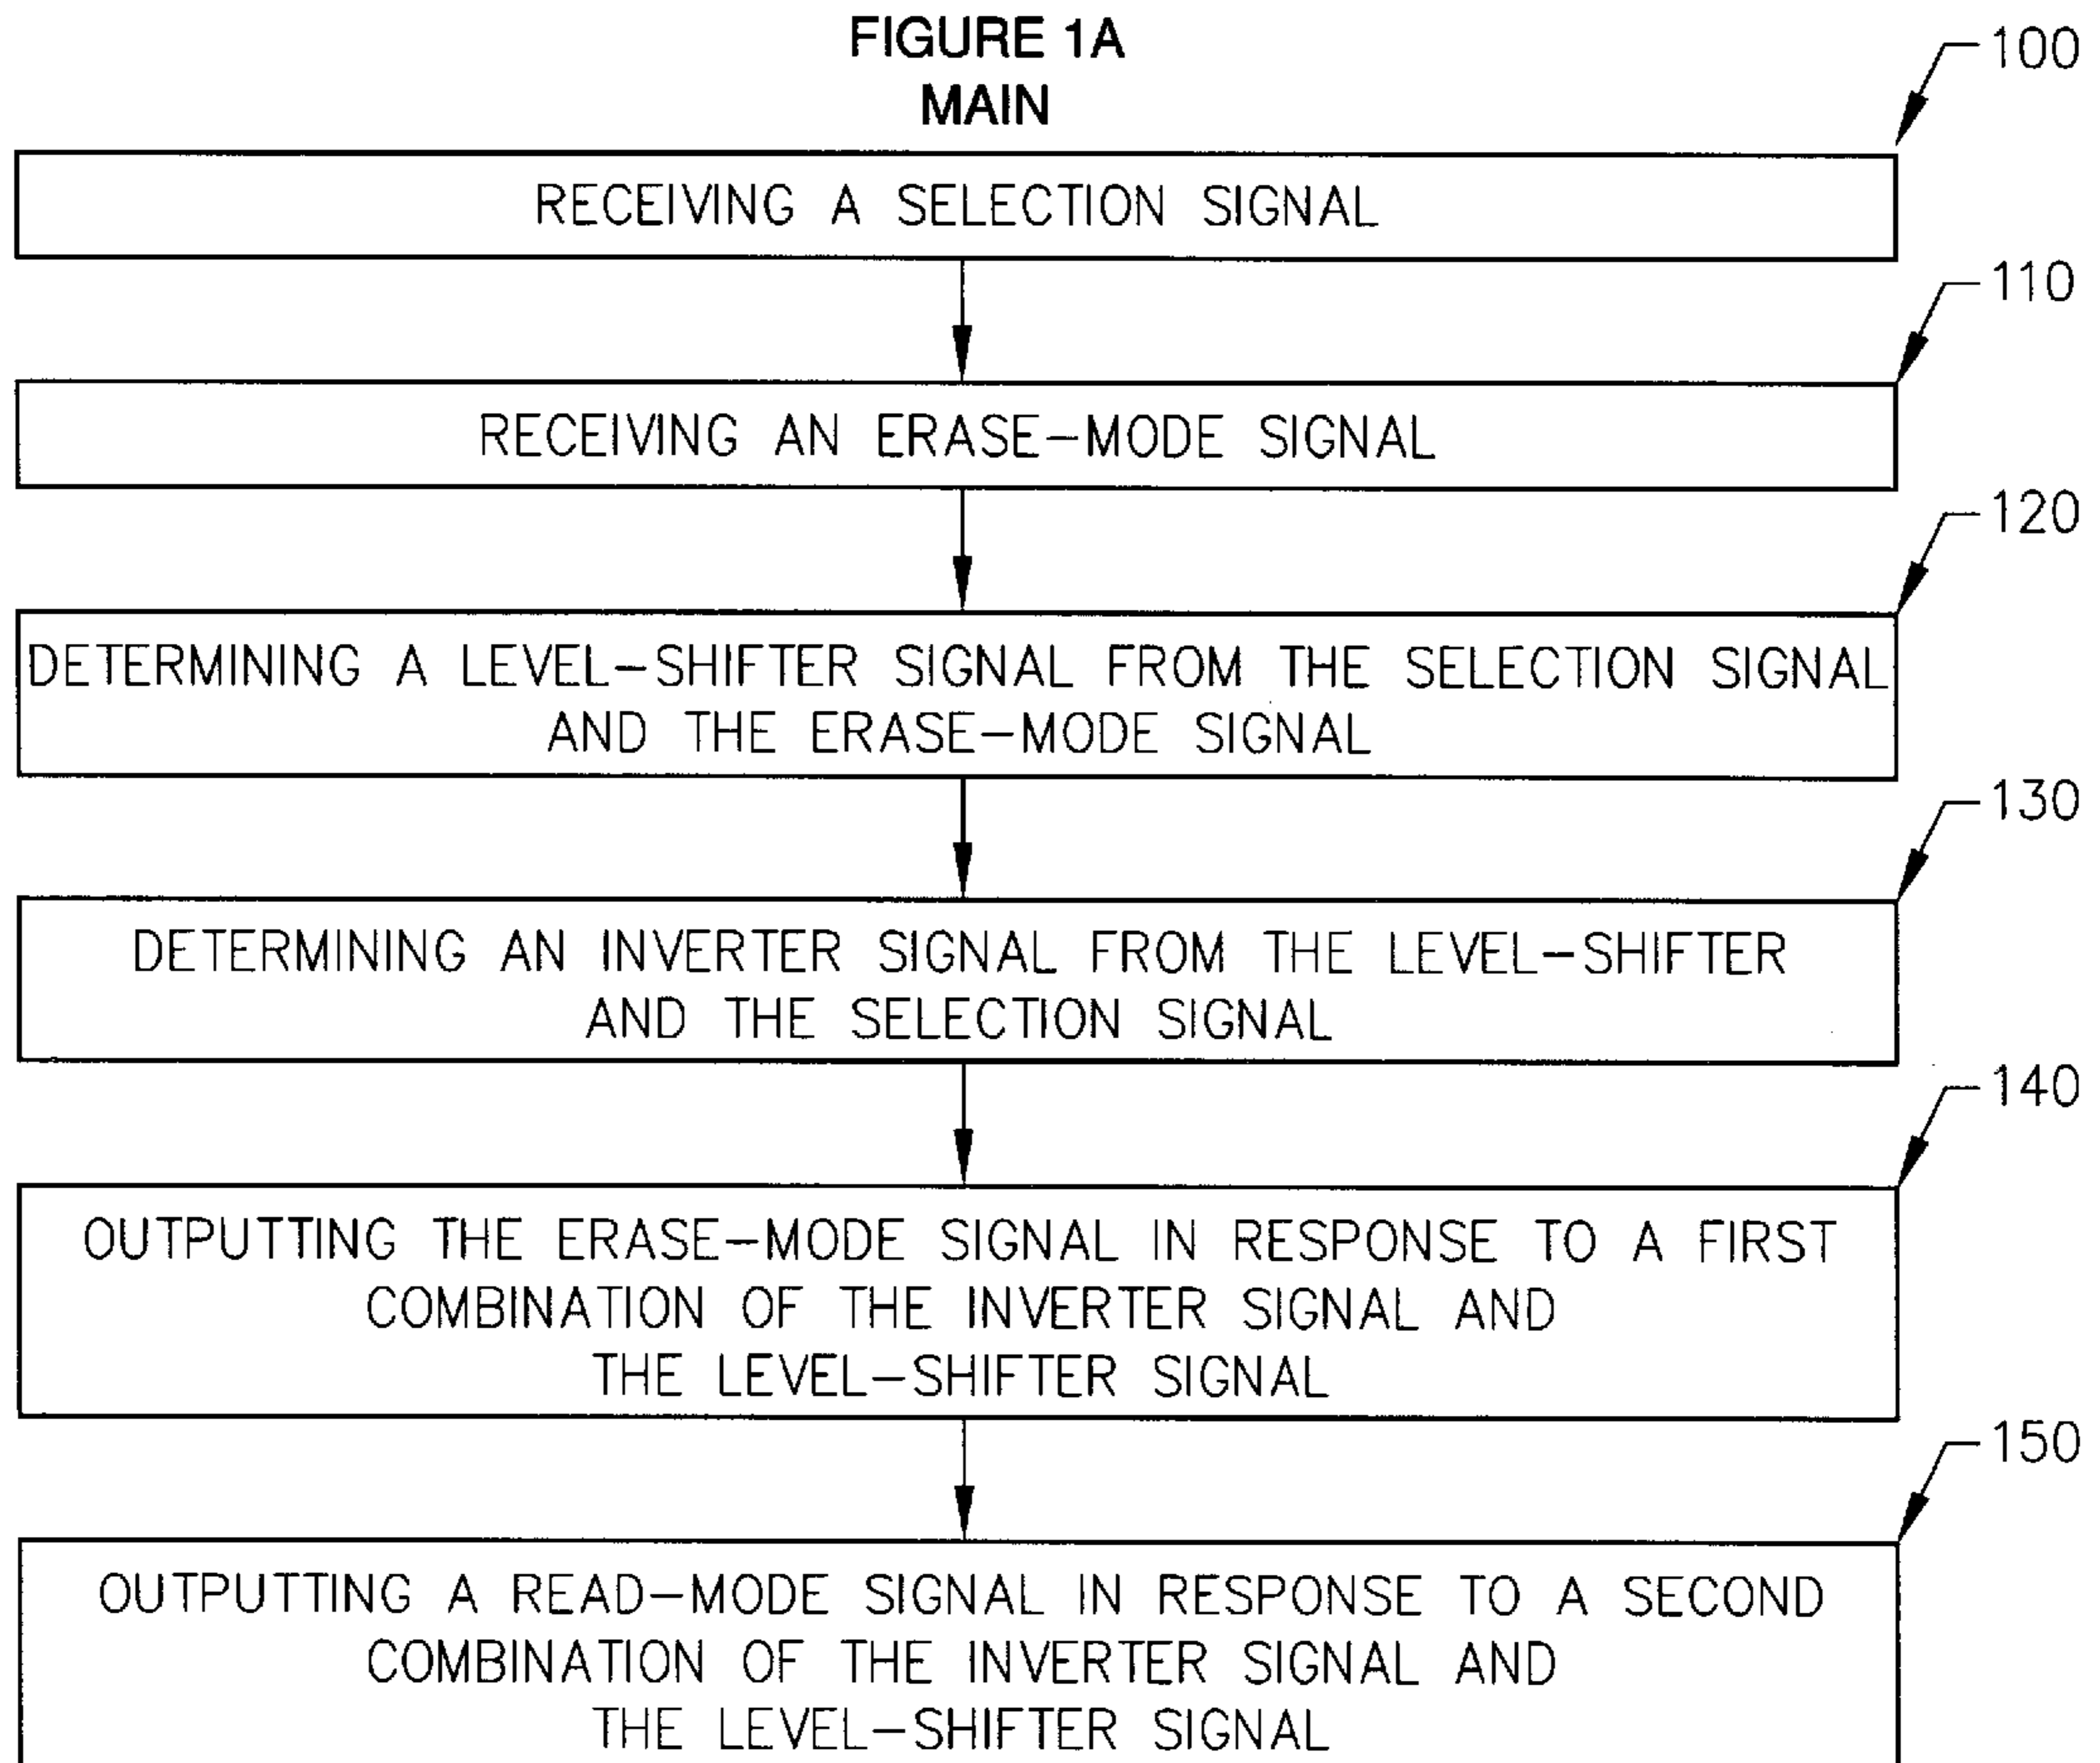 FIGURE 1A
MAIN
100
RECEIVING A SELECTION SIGNAL
110
RECEIVING AN ERASE-MODE SIGNAL
120
DETERMINING A LEVEL-SHIFTER SIGNAL FROM THE SELECTION SIGNAL
AND THE ERASE-MODE SIGNAL
130
DETERMINING AN INVERTER SIGNAL FROM THE LEVEL-SHIFTER
AND THE SELECTION SIGNAL
140
OUTPUTTING THE ERASE-MODE SIGNAL IN RESPONSE TO A FIRST
COMBINATION OF THE INVERTER SIGNAL AND
THE LEVEL-SHIFTER SIGNAL
150
OUTPUTTING A READ-MODE SIGNAL IN RESPONSE TO A SECOND
COMBINATION OF THE INVERTER SIGNAL AND
THE LEVEL-SHIFTER SIGNAL